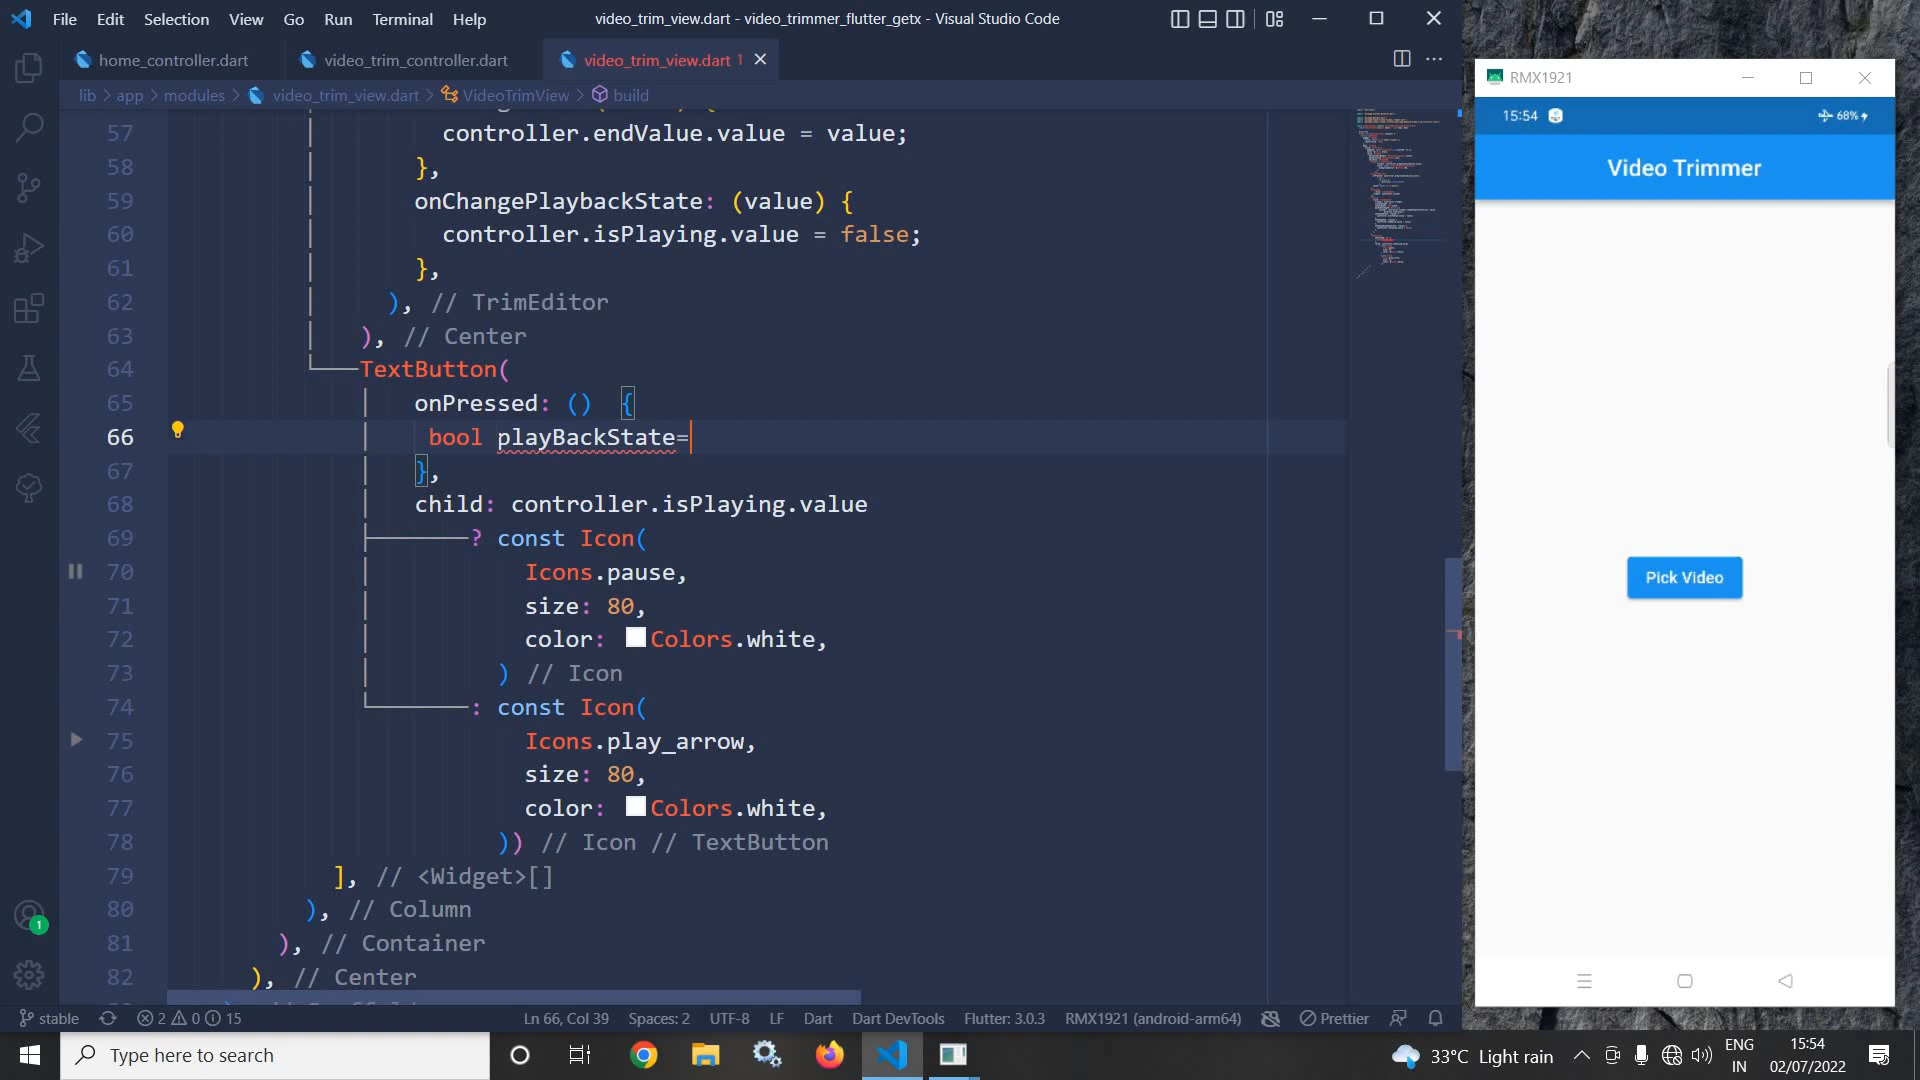 File Edit Selection View Go Run Terminal Help
video_trim_view.dart - video_trimmer_flutter_getx - Visual Studio Code
home_controller.dart
video_trim_controller.dart
video_trim_view.dart 1
lib > app > modules > video_trim_view.dart > VideoTrimView > build
57 controller.endValue.value = value;
58 },
59 onChangePlaybackState: (value) {
60 controller.isPlaying.value = false;
61 },
62 ), // TrimEditor
63 ), // Center
64 TextButton(
65 onPressed: () {
66 bool playBackState=
67 },
68 child: controller.isPlaying.value
69 ? const Icon(
70 Icons.pause,
71 size: 80,
72 color: Colors.white,
73 ) // Icon
74 : const Icon(
75 Icons.play_arrow,
76 size: 80,
77 color: Colors.white,
78 )) // Icon // TextButton
79 ], // <Widget>[]
80 ), // Column
81 ), // Container
82 ), // Center
1
stable 2 0 15 Ln 66, Col 39 Spaces: 2 UTF-8 LF Dart Dart DevTools Flutter: 3.0.3 RMX1921 (android-arm64) Prettier
RMX1921
15:54 68%
Video Trimmer
Pick Video
Type here to search
33°C Light rain
ENG
IN
15:54
02/07/2022